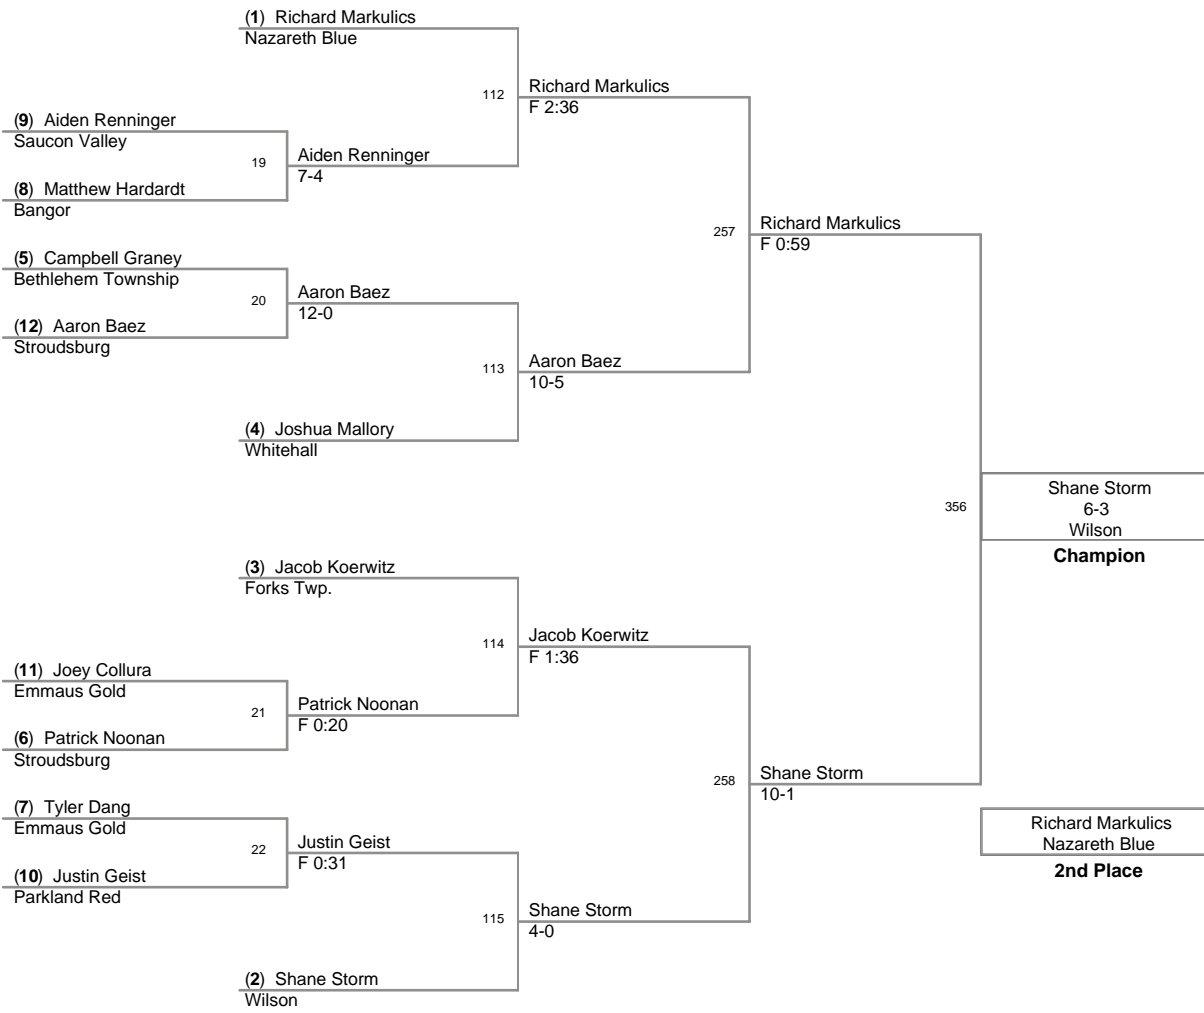 (1) Richard Markulics
Nazareth Blue
112
Richard Markulics
F 2:36
(9) Aiden Renninger
Saucon Valley
19
Aiden Renninger
7-4
(8) Matthew Hardardt
Bangor
257
Richard Markulics
F 0:59
(5) Campbell Graney
Bethlehem Township
20
Aaron Baez
12-0
(12) Aaron Baez
Stroudsburg
113
Aaron Baez
10-5
(4) Joshua Mallory
Whitehall
356
Shane Storm
6-3
Wilson
Champion
(3) Jacob Koerwitz
Forks Twp.
114
Jacob Koerwitz
F 1:36
(11) Joey Collura
Emmaus Gold
21
Patrick Noonan
F 0:20
(6) Patrick Noonan
Stroudsburg
258
Shane Storm
10-1
(7) Tyler Dang
Emmaus Gold
22
Justin Geist
F 0:31
(10) Justin Geist
Parkland Red
115
Shane Storm
4-0
(2) Shane Storm
Wilson
Richard Markulics
Nazareth Blue
2nd Place